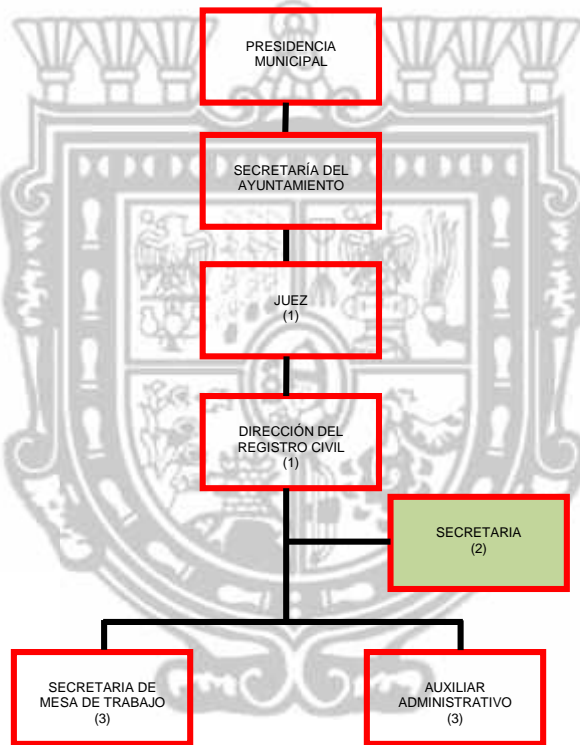 PRESIDENCIA
MUNICIPAL
SECRETARÍA DEL
AYUNTAMIENTO
JUEZ
(1)
DIRECCIÓN DEL
REGISTRO CIVIL
(1)
SECRETARIA
(2)
SECRETARIA DE
MESA DE TRABAJO
(3)
AUXILIAR
ADMINISTRATIVO
(3)